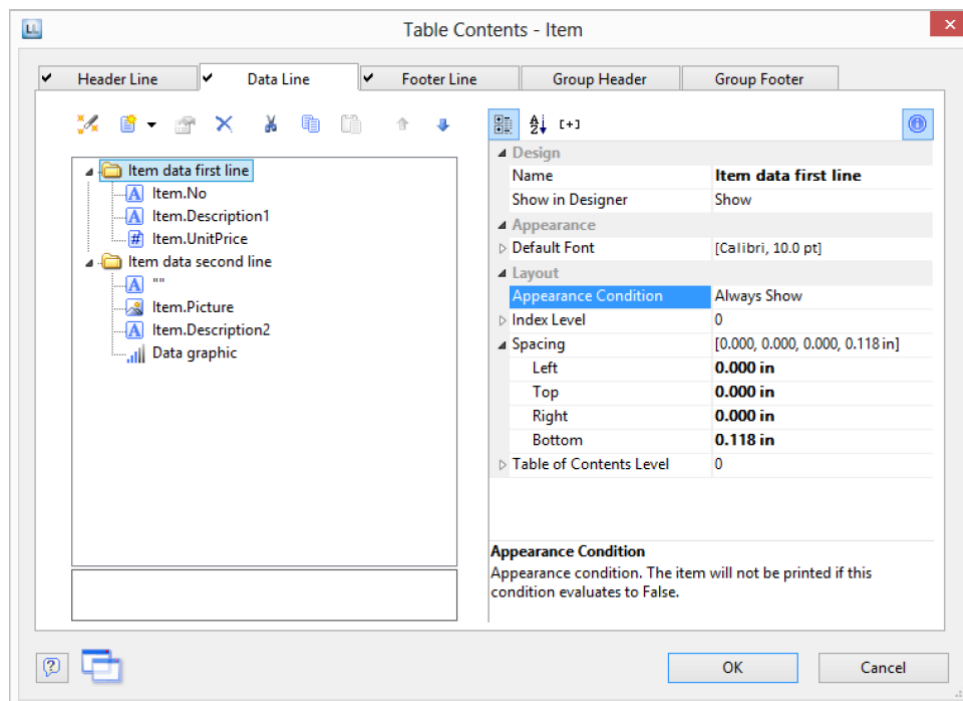 LL
Table Contents - Item
Header Line
Data Line
Footer Line
Group Header
Group Footer
Item data first line
Item.No
Item.Description1
Item.UnitPrice
Item data second line
""
Item.Picture
Item.Description2
Data graphic
Design
Name Item data first line
Show in Designer Show
Appearance
Default Font [Calibri, 10.0 pt]
Layout
Appearance Condition Always Show
Index Level 0
Spacing [0.000, 0.000, 0.000, 0.118 in]
Left 0.000 in
Top 0.000 in
Right 0.000 in
Bottom 0.118 in
Table of Contents Level 0
Appearance Condition
Appearance condition. The item will not be printed if this
condition evaluates to False.
OK
Cancel